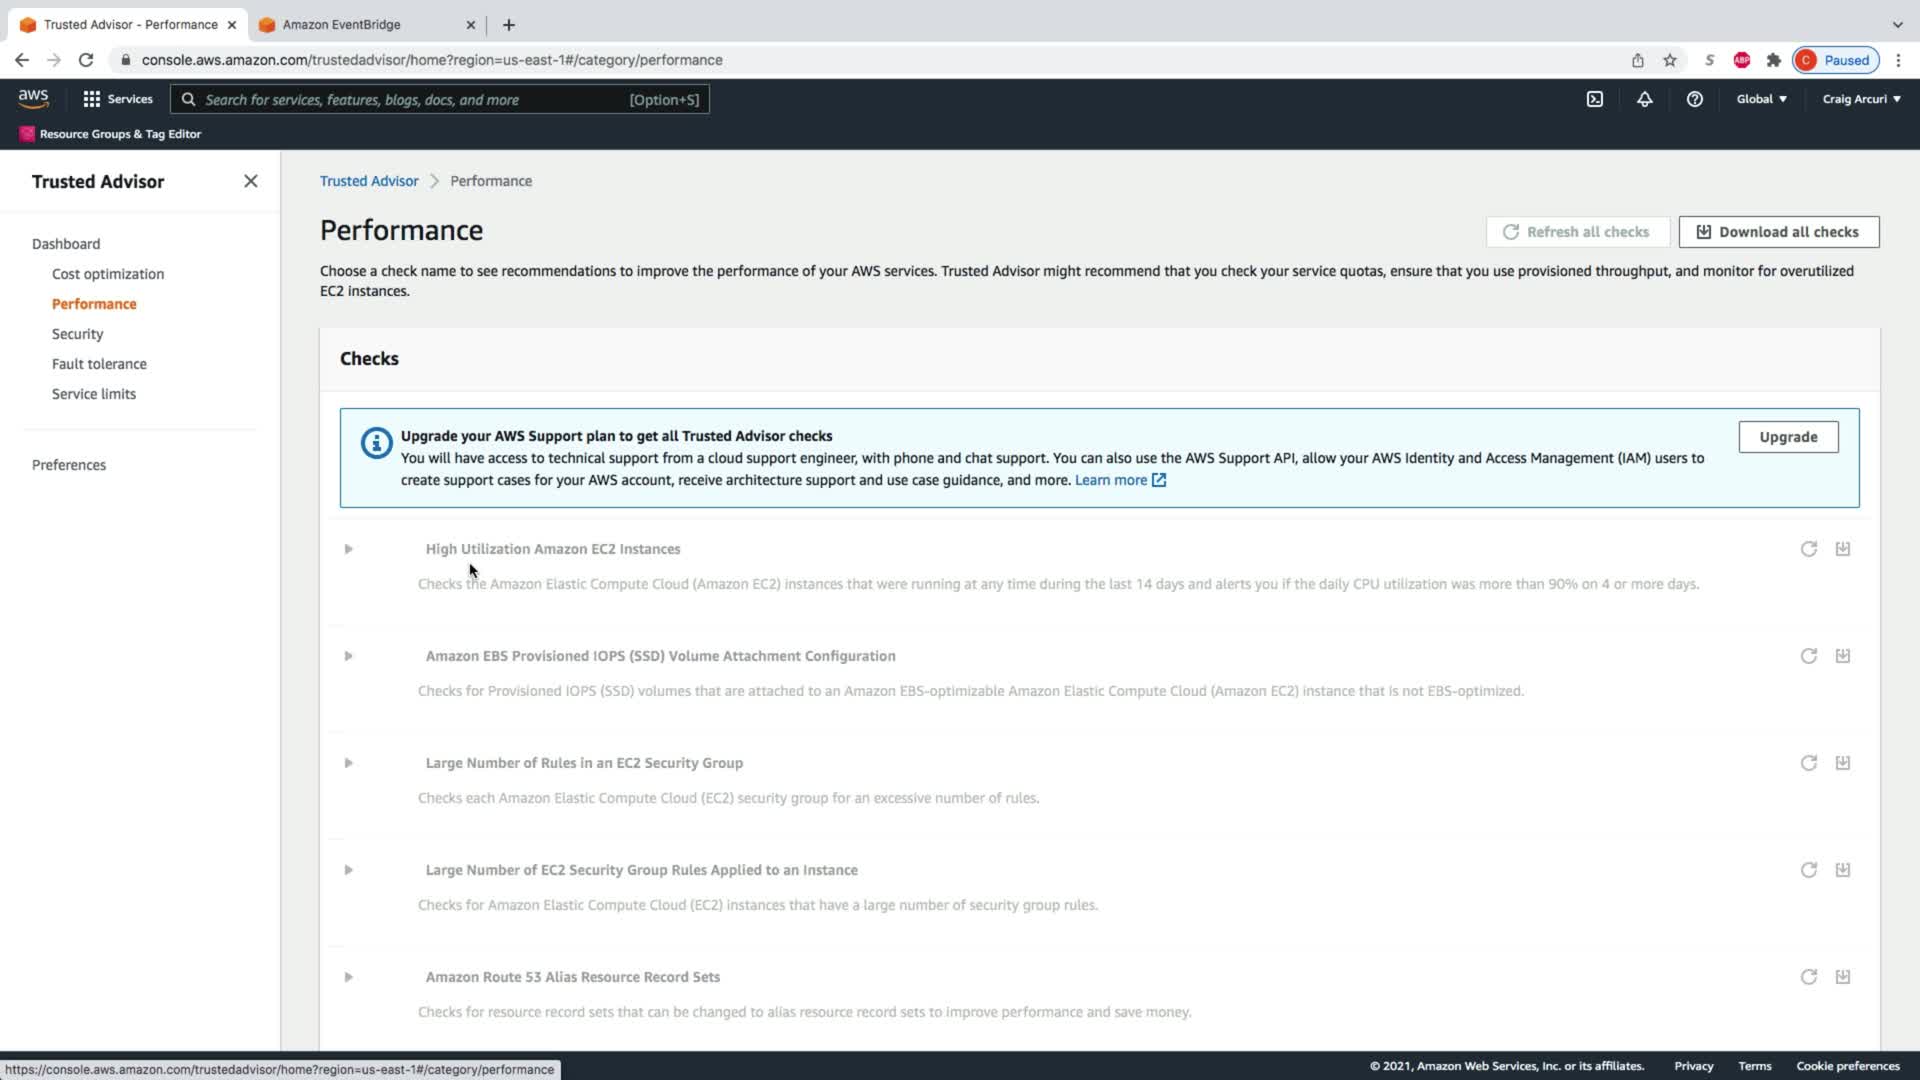 Trusted Advisor - Performance
Amazon EventBridge
console.aws.amazon.com/trustedadvisor/home?region=us-east-1#/category/performance
S
ABP
C
Paused
aws
Services
Search for services, features, blogs, docs, and more
[Option+S]
Global
Craig Arcuri
Resource Groups & Tag Editor
Trusted Advisor
Dashboard
Cost optimization
Performance
Security
Fault tolerance
Service limits
Preferences
Trusted Advisor > Performance
Performance
Refresh all checks
Download all checks
Choose a check name to see recommendations to improve the performance of your AWS services. Trusted Advisor might recommend that you check your service quotas, ensure that you use provisioned throughput, and monitor for overutilized
EC2 instances.
Checks
Upgrade your AWS Support plan to get all Trusted Advisor checks
You will have access to technical support from a cloud support engineer, with phone and chat support. You can also use the AWS Support API, allow your AWS Identity and Access Management (IAM) users to
create support cases for your AWS account, receive architecture support and use case guidance, and more. Learn more
Upgrade
High Utilization Amazon EC2 Instances
Checks the Amazon Elastic Compute Cloud (Amazon EC2) instances that were running at any time during the last 14 days and alerts you if the daily CPU utilization was more than 90% on 4 or more days.
Amazon EBS Provisioned IOPS (SSD) Volume Attachment Configuration
Checks for Provisioned IOPS (SSD) volumes that are attached to an Amazon EBS-optimizable Amazon Elastic Compute Cloud (Amazon EC2) instance that is not EBS-optimized.
Large Number of Rules in an EC2 Security Group
Checks each Amazon Elastic Compute Cloud (EC2) security group for an excessive number of rules.
Large Number of EC2 Security Group Rules Applied to an Instance
Checks for Amazon Elastic Compute Cloud (EC2) instances that have a large number of security group rules.
Amazon Route 53 Alias Resource Record Sets
Checks for resource record sets that can be changed to alias resource record sets to improve performance and save money.
https://console.aws.amazon.com/trustedadvisor/home?region=us-east-1#/category/performance
© 2021, Amazon Web Services, Inc. or its affiliates.
Privacy
Terms
Cookie preferences